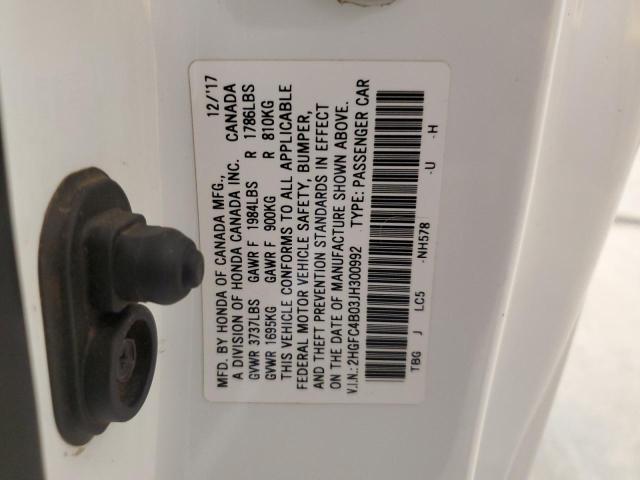 MFD. BY HONDA OF CANADA MFG., 12/'17
A DIVISION OF HONDA CANADA INC. CANADA
GVWR 3737LBS GAWR F 1984LBS R 1786LBS
GVWR 1695KG GAWR F 900KG R 810KG
THIS VEHICLE CONFORMS TO ALL APPLICABLE
FEDERAL MOTOR VEHICLE SAFETY, BUMPER,
AND THEFT PREVENTION STANDARDS IN EFFECT
ON THE DATE OF MANUFACTURE SHOWN ABOVE.
V.I.N.: 2HGFC4B03JH300992 TYPE: PASSENGER CAR
TBG J LC5 -NH578 -U -H